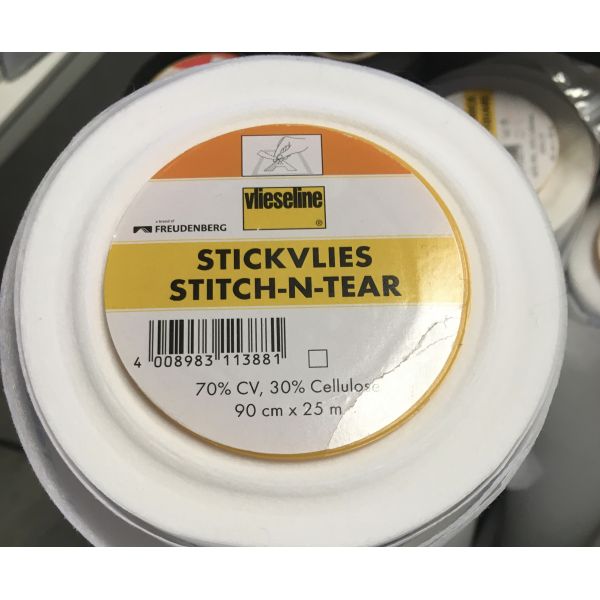 vlieseline
®
a brand of
FREUDENBERG
STICKVLIES
STITCH-N-TEAR
4 008983 113881
70% CV, 30% Cellulose
90 cm x 25 m